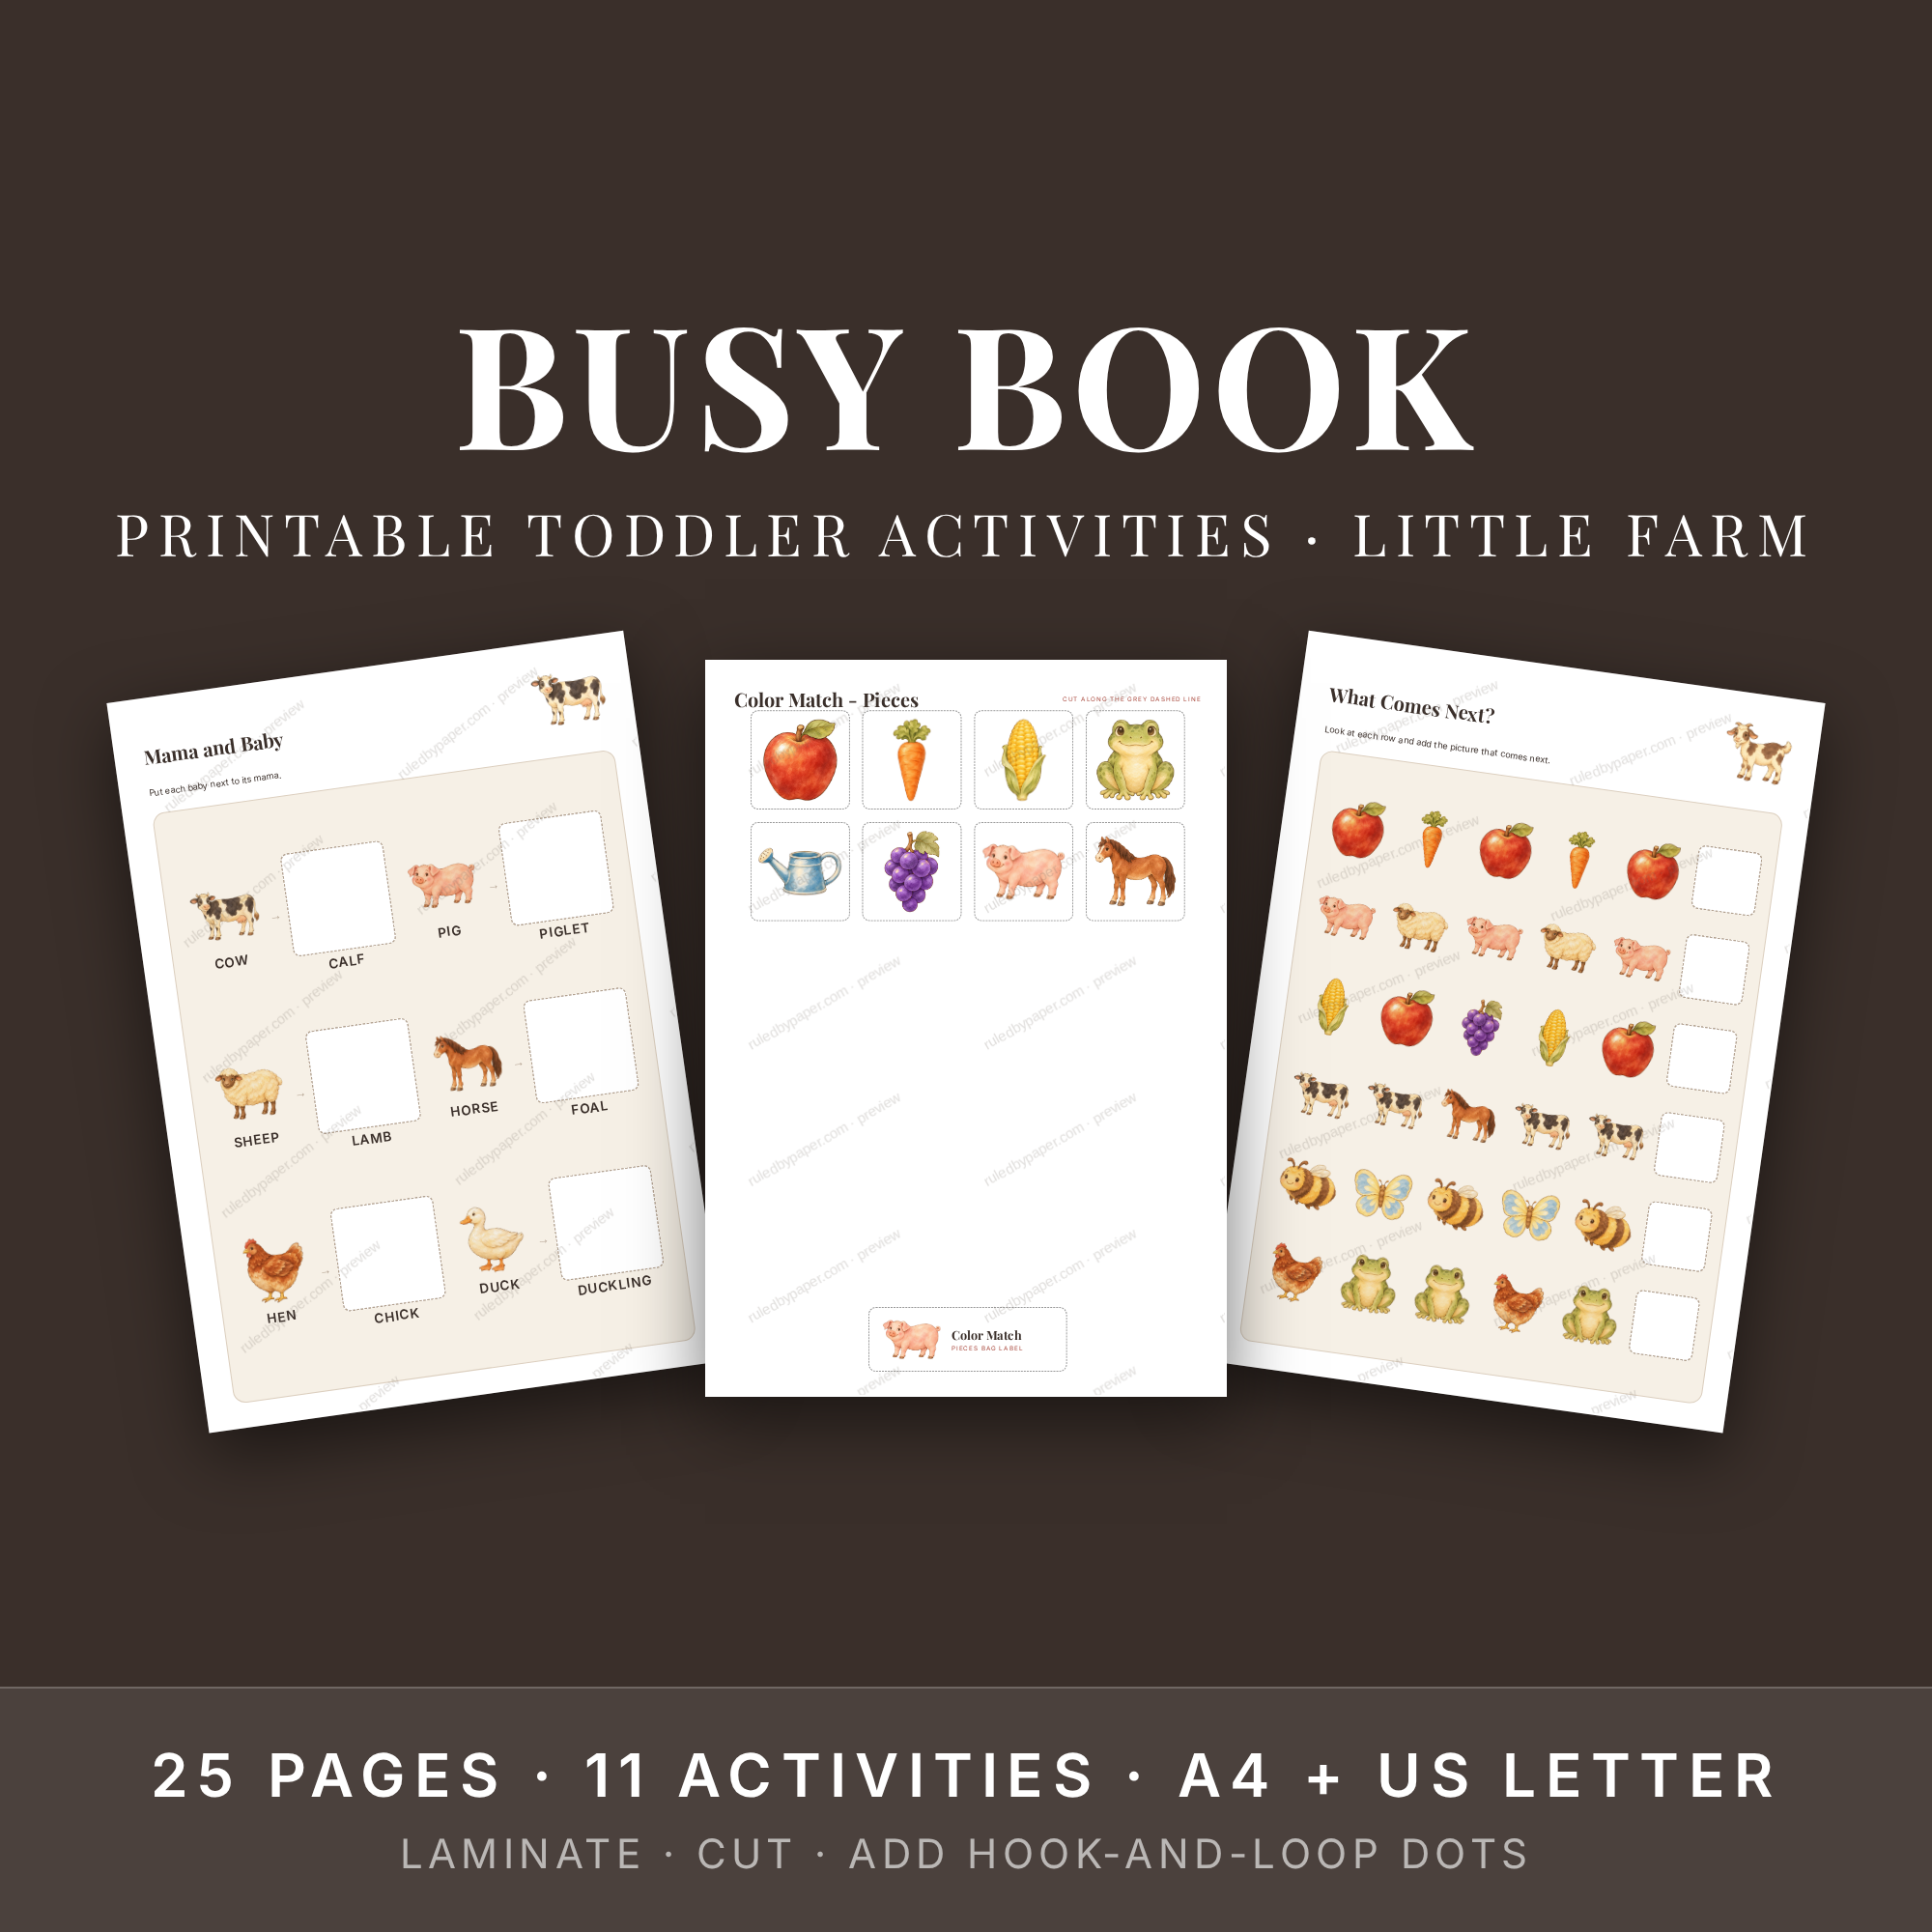 BUSY BOOK
PRINTABLE TODDLER ACTIVITIES · LITTLE FARM
Mama and Baby
Put each baby next to its mama.
COW
CALF
PIG
PIGLET
SHEEP
LAMB
HORSE
FOAL
HEN
CHICK
DUCK
DUCKLING
Color Match - Pieces
CUT ALONG THE GREY DASHED LINE
Color Match
PIECES BAG LABEL
What Comes Next?
Look at each row and add the picture that comes next.
ruledbypaper.com · preview
25 PAGES · 11 ACTIVITIES · A4 + US LETTER
LAMINATE · CUT · ADD HOOK-AND-LOOP DOTS